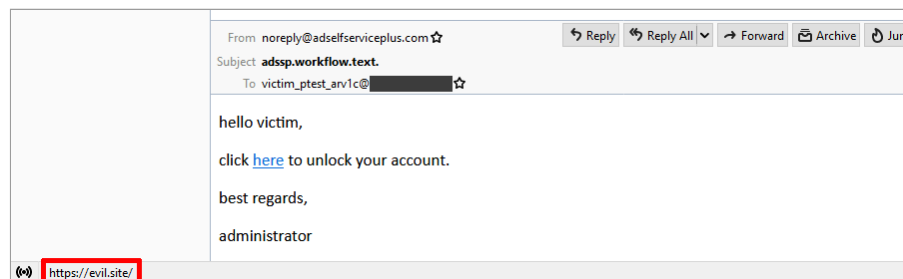 From noreply@adselfserviceplus.com Reply Reply All Forward Archive Jun
Subject adssp.workflow.text.
To victim_ptest_arv1c@
hello victim,
click here to unlock your account.
best regards,
administrator
https://evil.site/